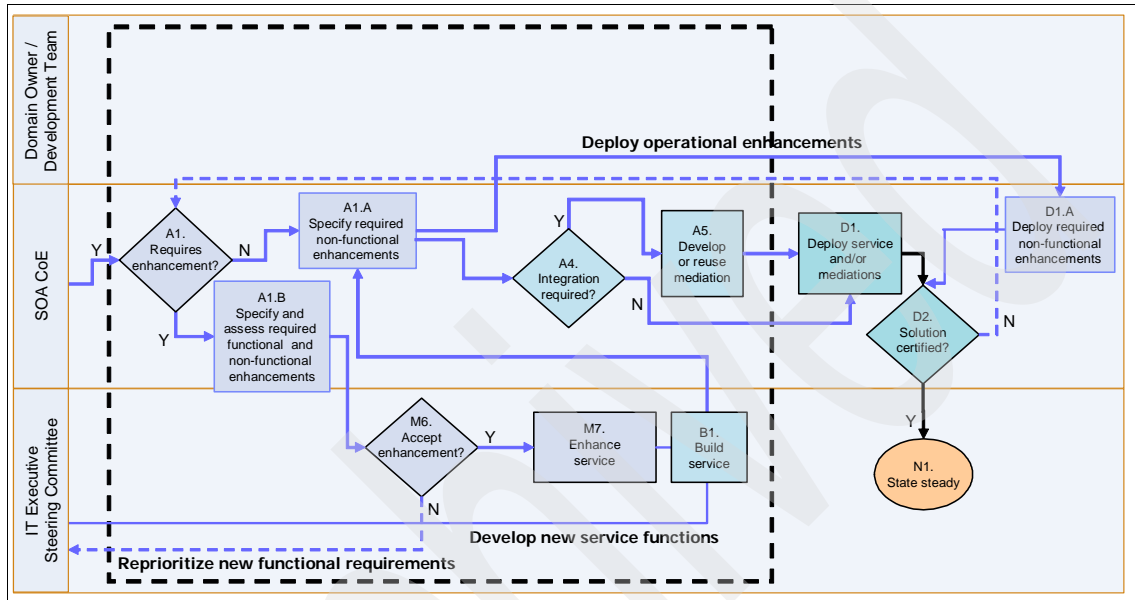 Domain Owner /
Development Team
Deploy operational enhancements
SOA CoE
Y
A1.
Requires
enhancement?
N
Y
A1.A
Specify required
non-functional
enhancements
A1.B
Specify and
assess required
functional and
non-functional
enhancements
Y
A4.
Integration
required?
N
A5.
Develop
or reuse
mediation
D1.
Deploy service
and/or
mediations
D1.A
Deploy required
non-functional
enhancements
D2.
Solution
certified?
N
Y
IT Executive
Steering Committee
M6.
Accept
enhancement?
Y
N
M7.
Enhance
service
B1.
Build
service
N1.
State steady
Develop new service functions
Reprioritize new functional requirements